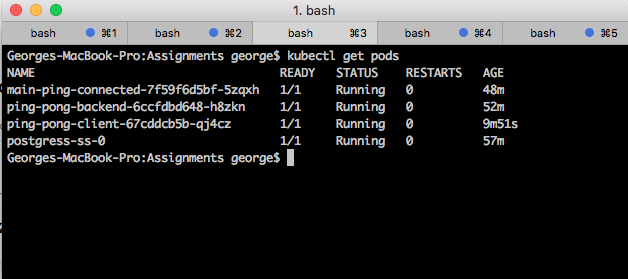 1. bash
bash ⌘1 bash ⌘2 bash ⌘3 bash ⌘4 bash ⌘5
Georges-MacBook-Pro:Assignments george$ kubectl get pods
NAME READY STATUS RESTARTS AGE
main-ping-connected-7f59f6d5bf-5zqxh 1/1 Running 0 48m
ping-pong-backend-6ccfdbd648-h8zkn 1/1 Running 0 52m
ping-pong-client-67cddcb5b-qj4cz 1/1 Running 0 9m51s
postgress-ss-0 1/1 Running 0 57m
Georges-MacBook-Pro:Assignments george$